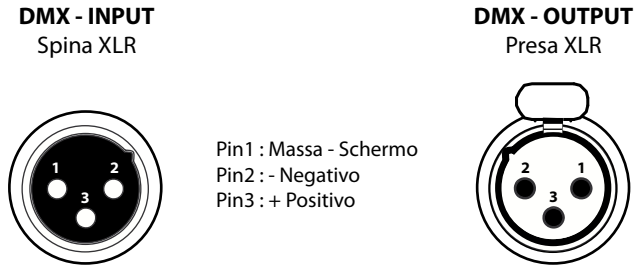 DMX - INPUT
Spina XLR
DMX - OUTPUT
Presa XLR
1 2
3
Pin1 : Massa - Schermo
Pin2 : - Negativo
Pin3 : + Positivo
2 1
3